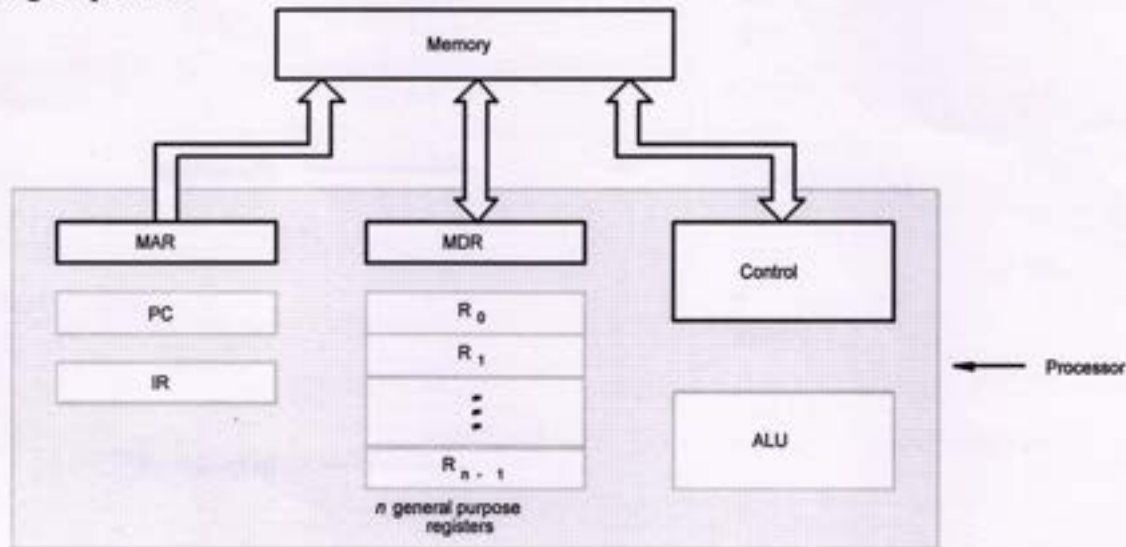 Memory
MAR
MDR
Control
PC
R 0
R 1
IR
Processor
ALU
R n - 1
n general purpose
registers